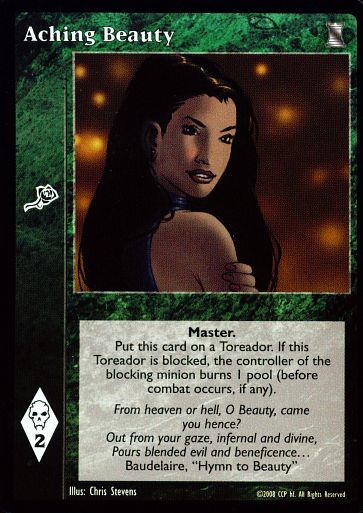 Aching Beauty
Master.
Put this card on a Toreador. If this
Toreador is blocked, the controller of the
blocking minion burns 1 pool (before
combat occurs, if any).
From heaven or hell, O Beauty, came
you hence?
Out from your gaze, infernal and divine,
Pours blended evil and beneficence...
Baudelaire, “Hymn to Beauty”
2
Illus: Chris Stevens
©2008 CCP hf. All Rights Reserved